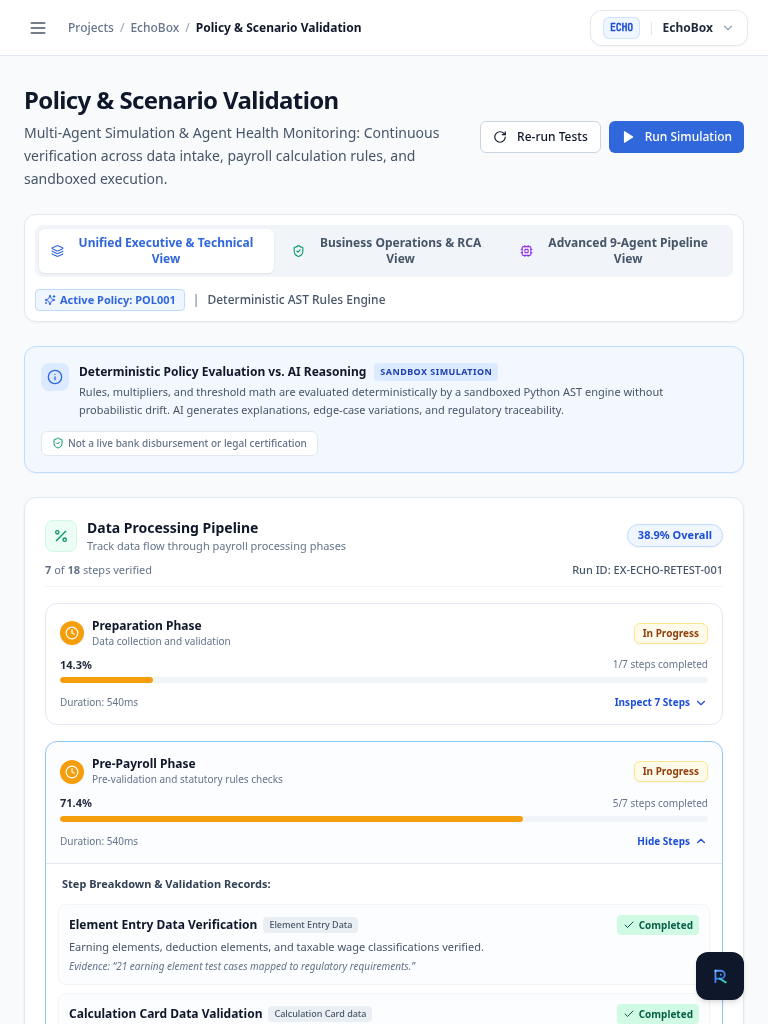 Projects / EchoBox / Policy & Scenario Validation
ECHO EchoBox
Policy & Scenario Validation
Multi-Agent Simulation & Agent Health Monitoring: Continuous
verification across data intake, payroll calculation rules, and
sandboxed execution.
Re-run Tests
Run Simulation
Unified Executive & Technical
View
Business Operations & RCA
View
Advanced 9-Agent Pipeline
View
Active Policy: POL001 | Deterministic AST Rules Engine
Deterministic Policy Evaluation vs. AI Reasoning SANDBOX SIMULATION
Rules, multipliers, and threshold math are evaluated deterministically by a sandboxed Python AST engine without
probabilistic drift. AI generates explanations, edge-case variations, and regulatory traceability.
Not a live bank disbursement or legal certification
Data Processing Pipeline
Track data flow through payroll processing phases
38.9% Overall
7 of 18 steps verified
Run ID: EX-ECHO-RETEST-001
Preparation Phase
Data collection and validation
In Progress
14.3%
1/7 steps completed
Duration: 540ms
Inspect 7 Steps
Pre-Payroll Phase
Pre-validation and statutory rules checks
In Progress
71.4%
5/7 steps completed
Duration: 540ms
Hide Steps
Step Breakdown & Validation Records:
Element Entry Data Verification Element Entry Data
Completed
Earning elements, deduction elements, and taxable wage classifications verified.
Evidence: “21 earning element test cases mapped to regulatory requirements.”
Calculation Card Data Validation Calculation Card data
Completed